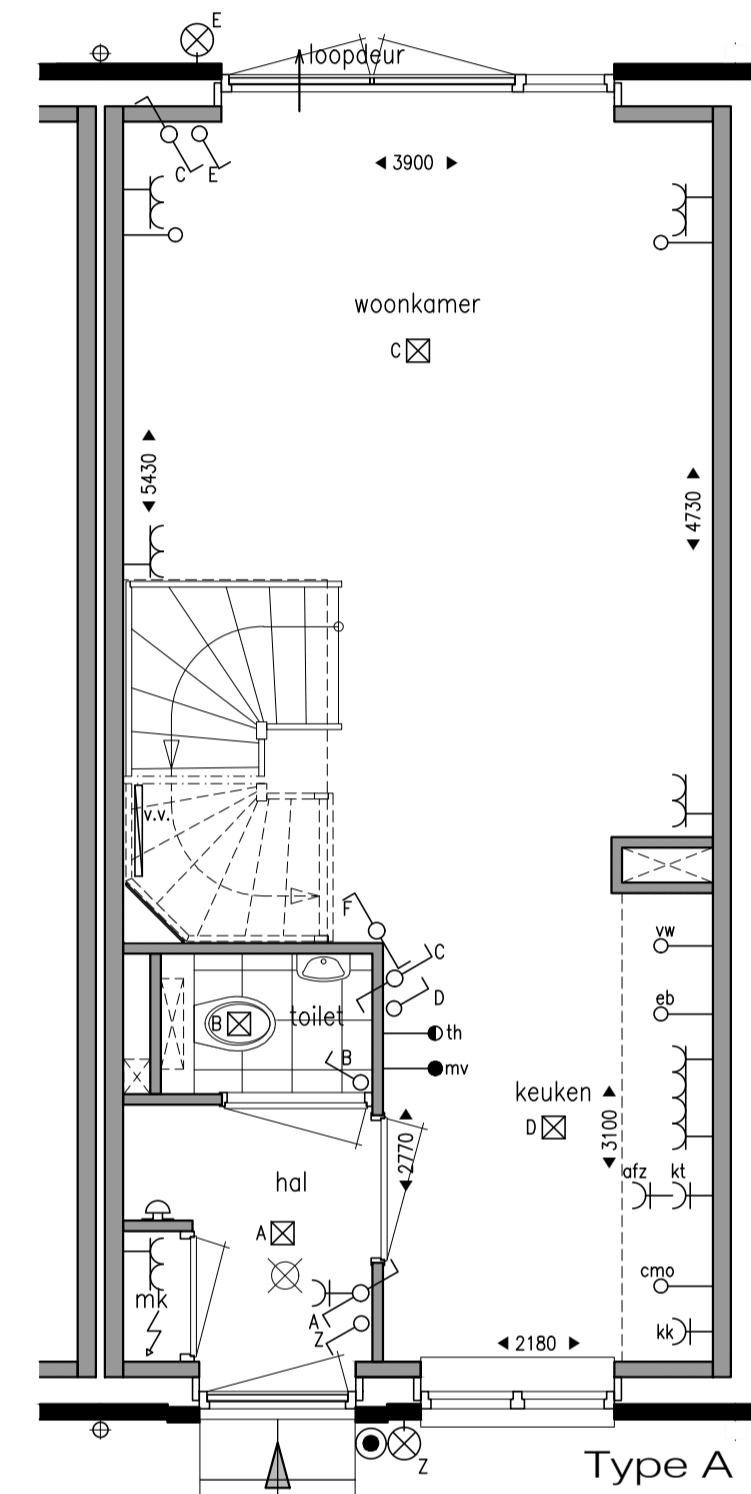 E
loopdeur
C E
3900
woonkamer
C
5430
4730
v.v.
F
C
vw
D
eb
B toilet
th
B
mv
keuken
D
3100
2770
afz kt
hal
A
cmo
mk
A
Z
kk
2180
Z
Type A